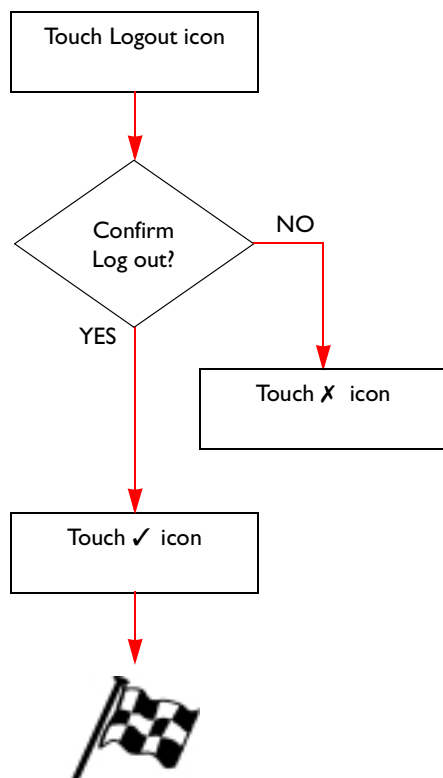 Touch Logout icon
Confirm
Log out?
NO
YES
Touch ✗ icon
Touch ✓ icon